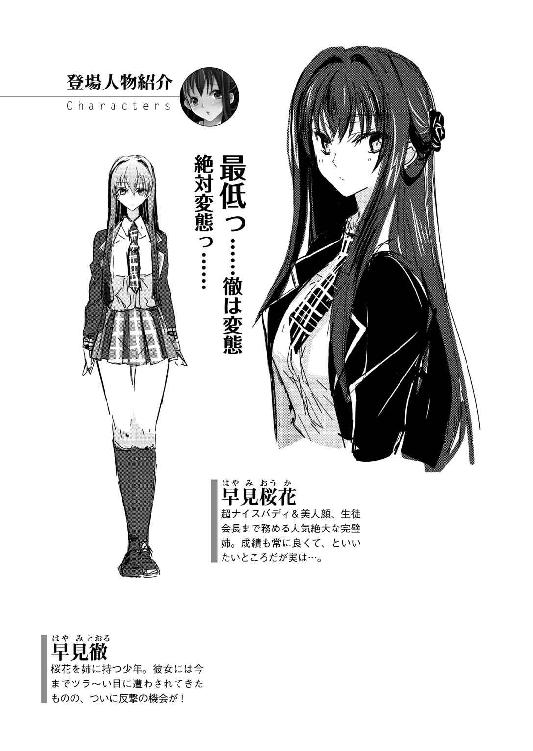 登場人物紹介
Characters
最低っ……徹は変態
絶対変態っ……
はやみおうか
早見桜花
超ナイスバディ＆美人顔、生徒
会長まで務める人気絶大な完璧
姉。成績も常に良くて、といい
たいところだが実は…。
はやみとおる
早見徹
桜花を姉に持つ少年。彼女には今
までツラ〜い目に遭わされてきた
ものの、ついに反撃の機会が！